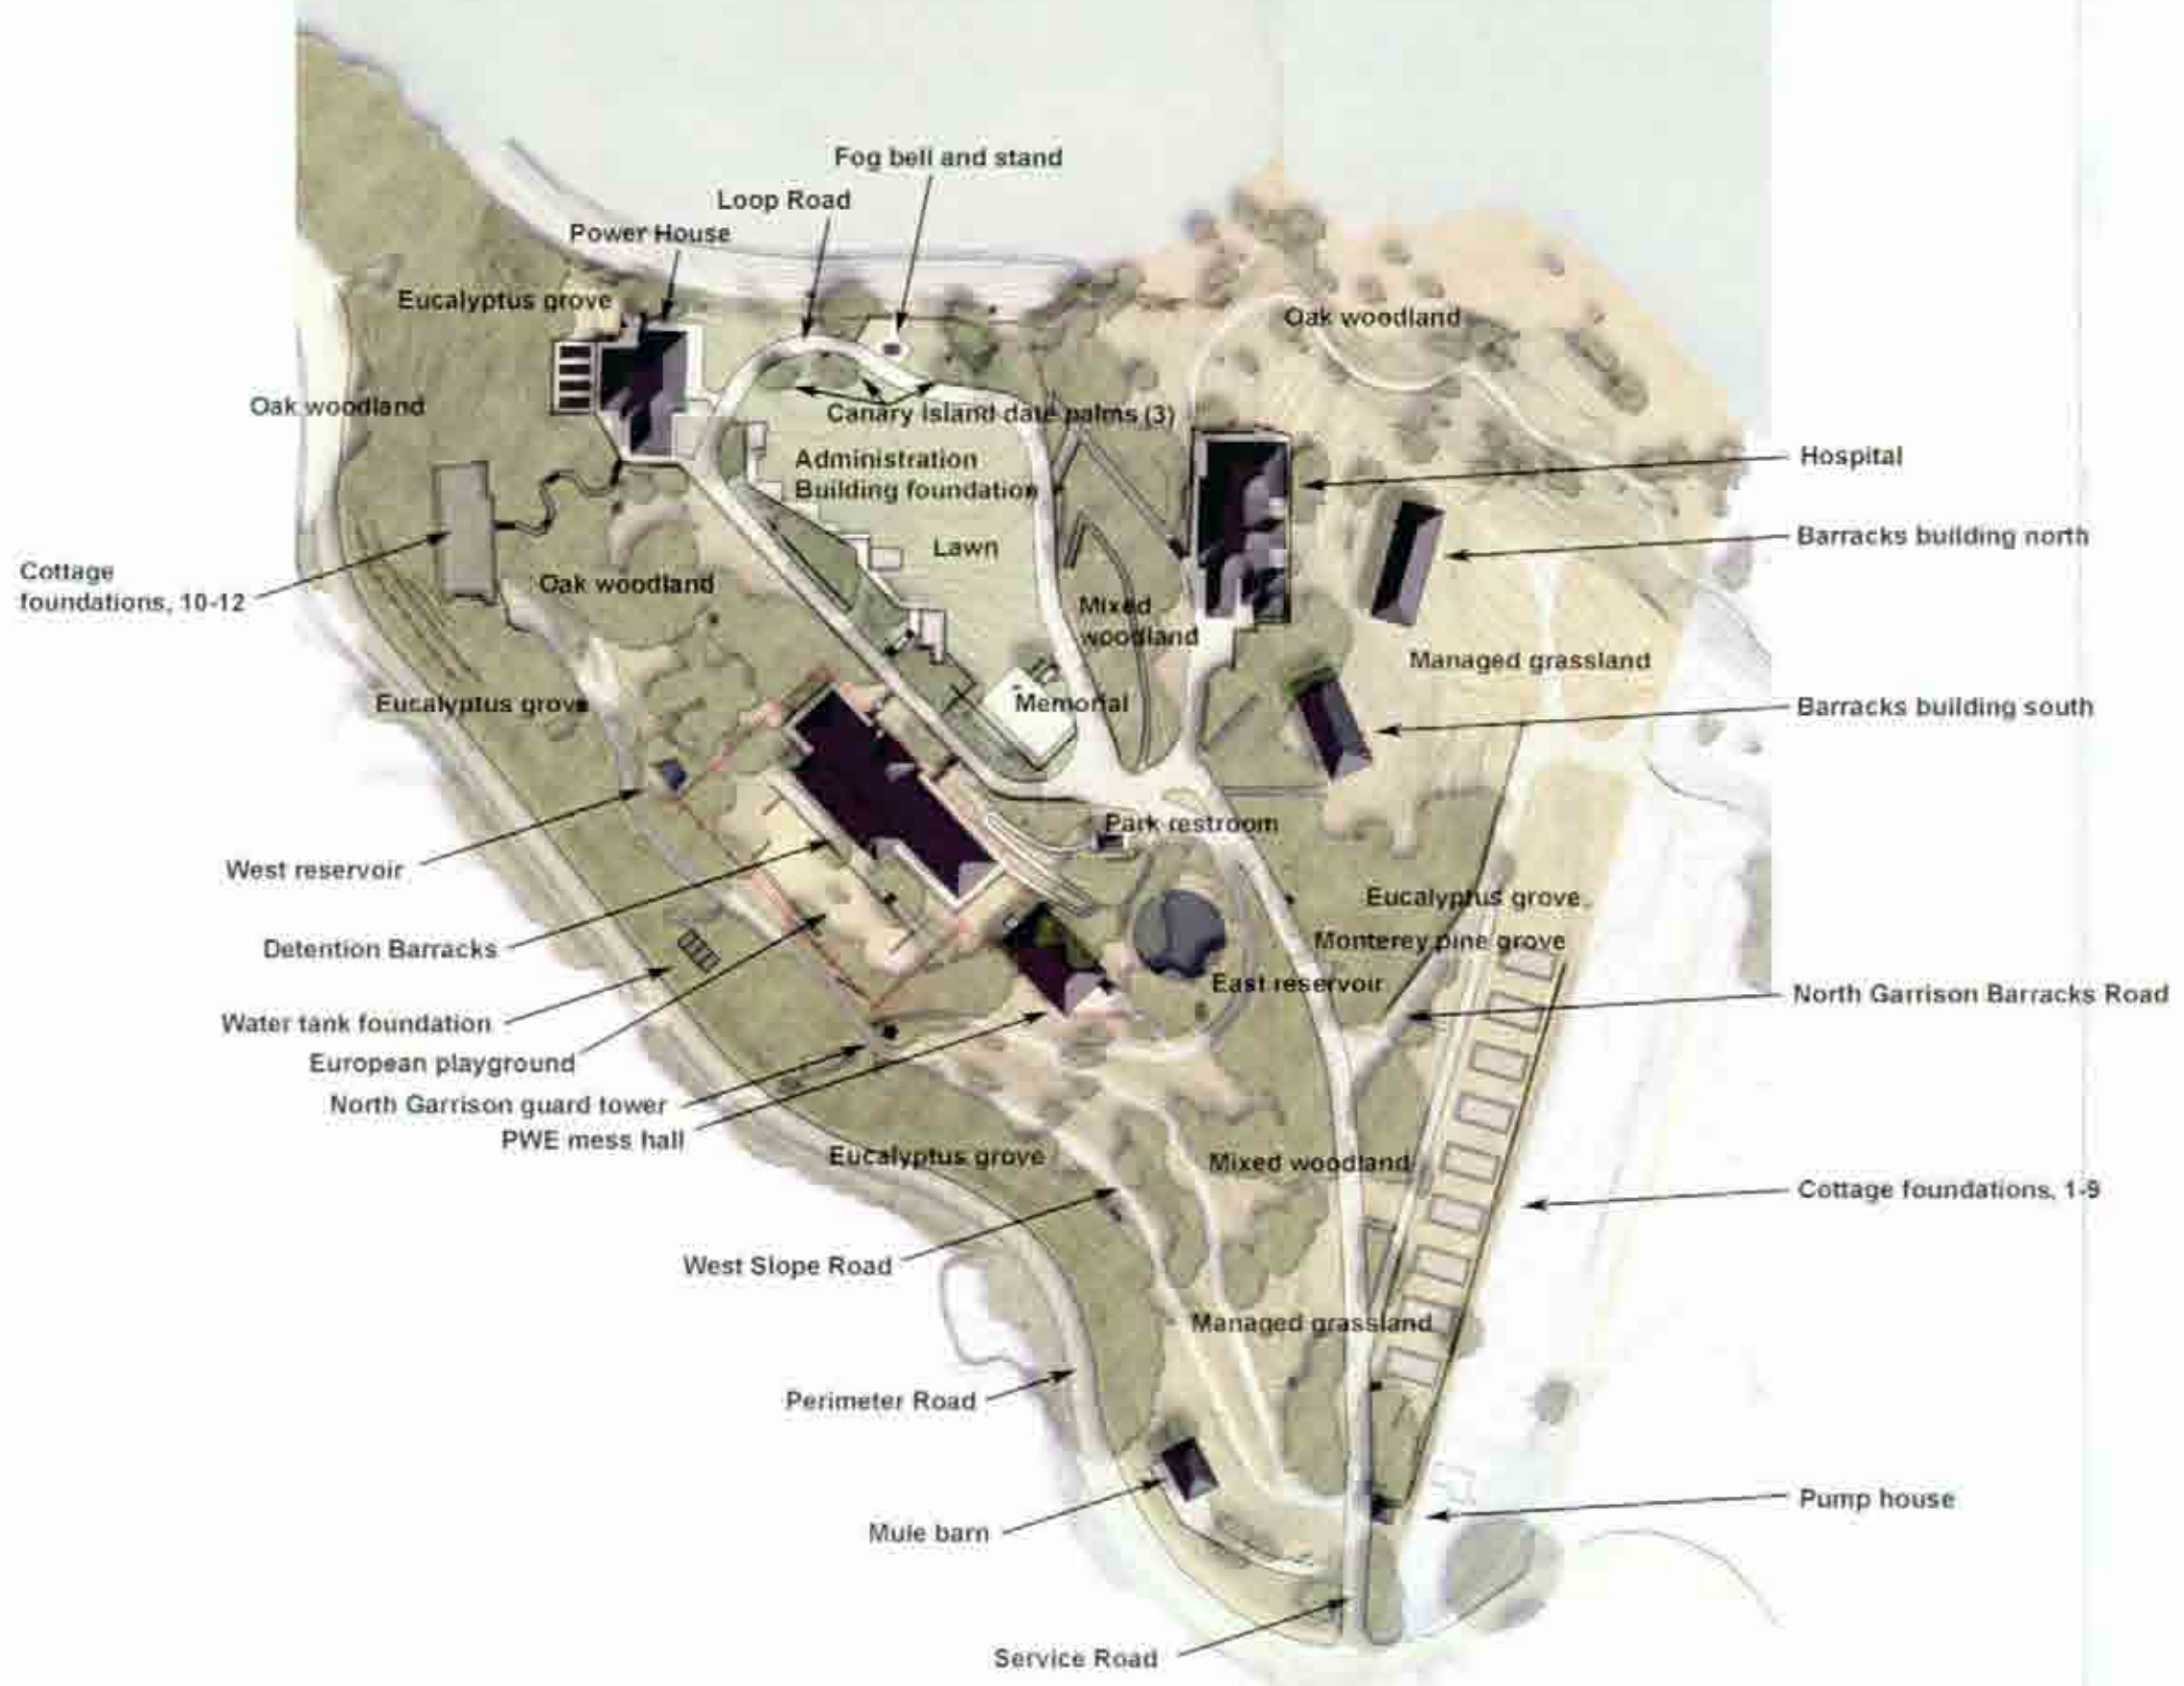 Fog bell and stand
Loop Road
Power House
Eucalyptus grove
Oak woodland
Oak woodland
Canary Island date palms (3)
Administration
Building foundation
Hospital
Barracks building north
Lawn
Cottage
foundations, 10-12
Oak woodland
Mixed
woodland
Managed grassland
Eucalyptus grove
Memorial
Barracks building south
Park restroom
West reservoir
Eucalyptus grove
Detention Barracks
Monterey pine grove
East reservoir
North Garrison Barracks Road
Water tank foundation
European playground
North Garrison guard tower
PWE mess hall
Eucalyptus grove
Mixed woodland
Cottage foundations, 1-9
West Slope Road
Managed grassland
Perimeter Road
Pump house
Mule barn
Service Road